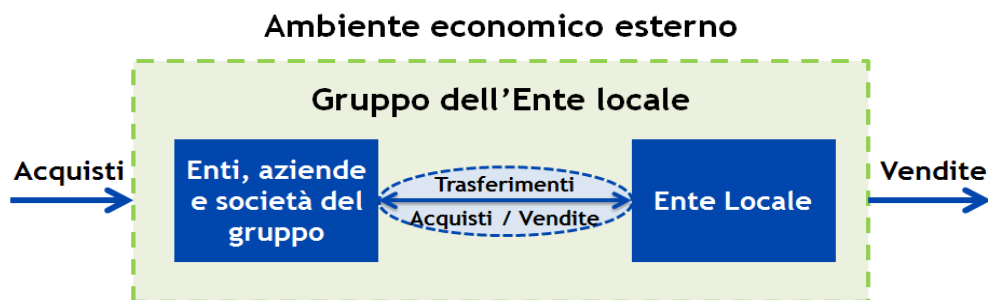 Ambiente economico esterno
Gruppo dell'Ente locale
Acquisti
Enti, aziende
e società del
gruppo
Trasferimenti
Acquisti / Vendite
Ente Locale
Vendite